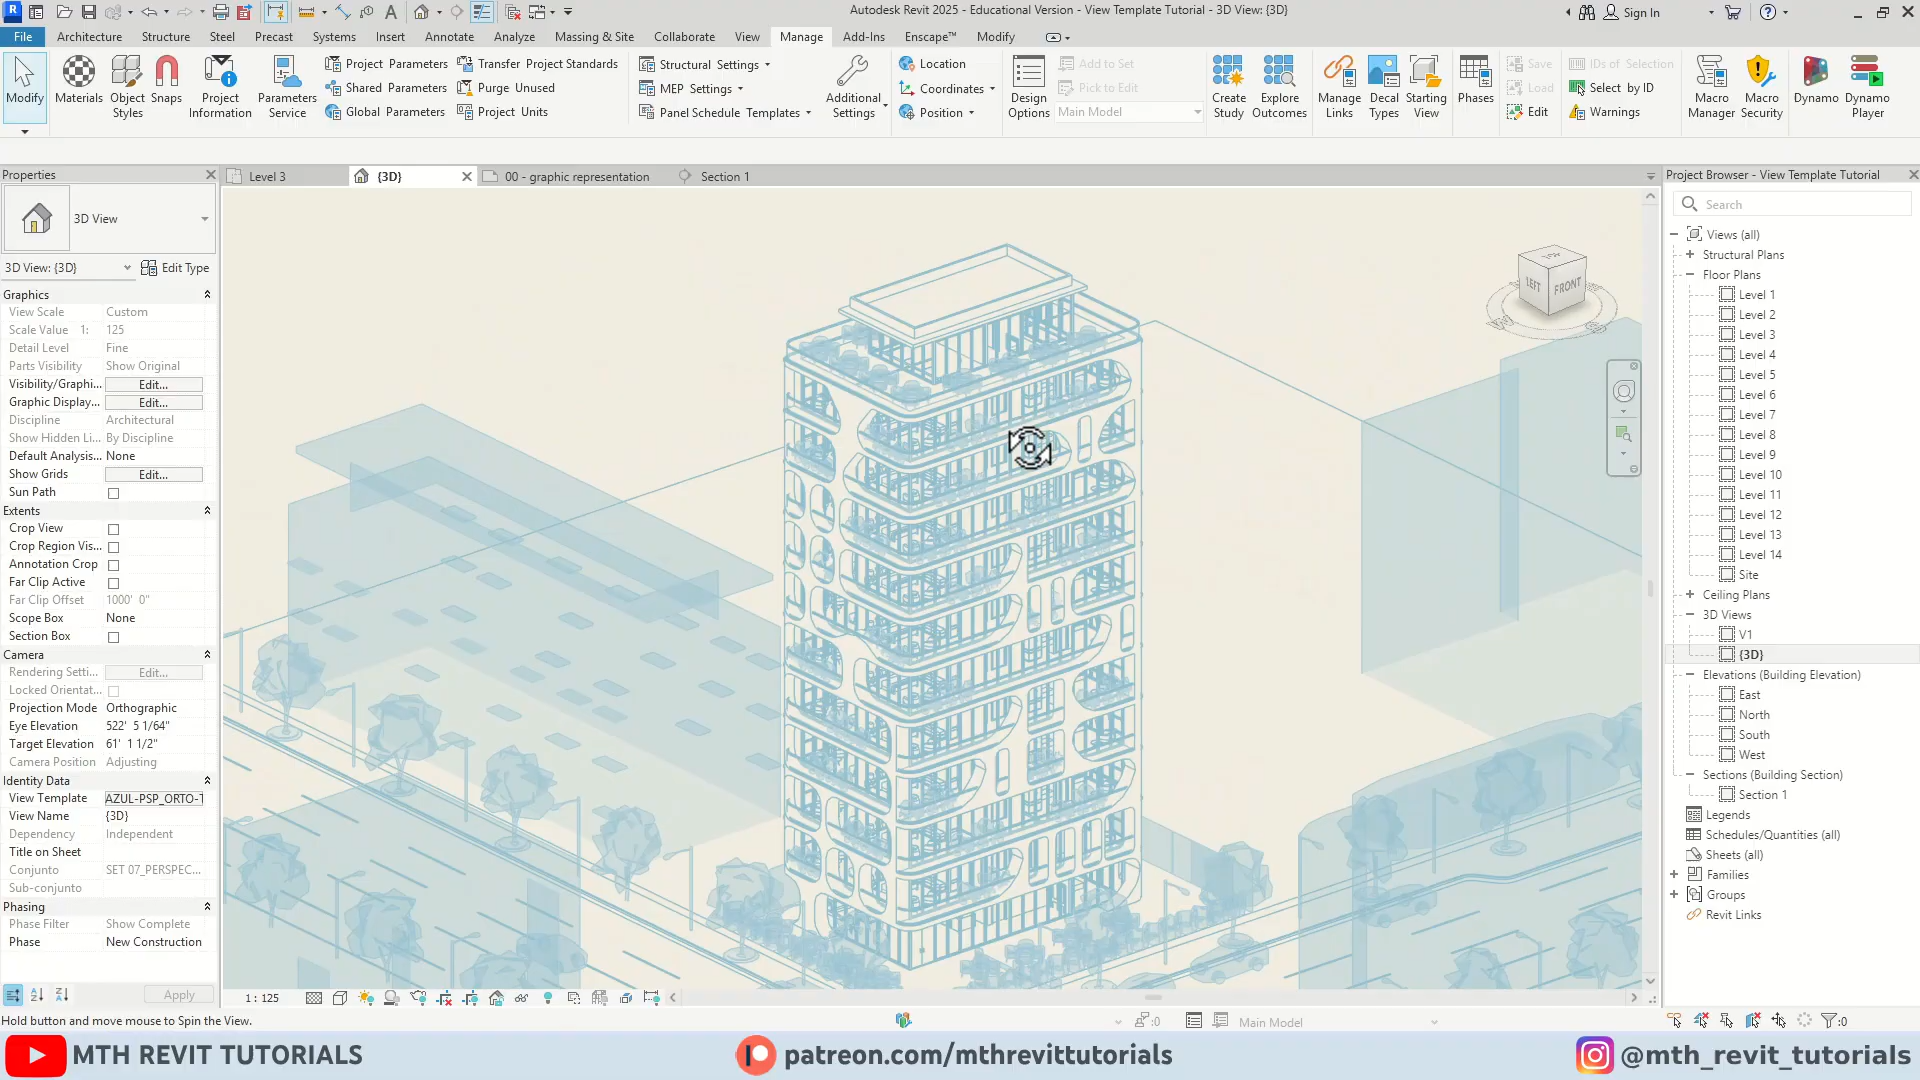 Autodesk Revit 2025 - Educational Version - View Template Tutorial - 3D View: {3D}
Sign In
File Architecture Structure Steel Precast Systems Insert Annotate Analyze Massing & Site Collaborate View Manage Add-Ins Enscape™ Modify
Modify
Materials
Object Styles
Snaps
Project Information
Parameters Service
Project Parameters
Shared Parameters
Global Parameters
Transfer Project Standards
Purge Unused
Project Units
Structural Settings
MEP Settings
Panel Schedule Templates
Additional Settings
Location
Coordinates
Position
Design Options
Add to Set
Pick to Edit
Main Model
Create Study
Explore Outcomes
Manage Links
Decal Types
Starting View
Phases
Save
Load
Edit
IDs of Selection
Select by ID
Warnings
Macro Manager
Macro Security
Dynamo
Dynamo Player
Properties
3D View
3D View: {3D} Edit Type
Graphics
View Scale Custom
Scale Value 1: 125
Detail Level Fine
Parts Visibility Show Original
Visibility/Graphi... Edit...
Graphic Display... Edit...
Discipline Architectural
Show Hidden Li... By Discipline
Default Analysis... None
Show Grids Edit...
Sun Path
Extents
Crop View
Crop Region Vis...
Annotation Crop
Far Clip Active
Far Clip Offset 1000' 0"
Scope Box None
Section Box
Camera
Rendering Setti... Edit...
Locked Orientat...
Projection Mode Orthographic
Eye Elevation 522' 5 1/64"
Target Elevation 61' 1 1/2"
Camera Position Adjusting
Identity Data
View Template AZUL-PSP_ORTO-T
View Name {3D}
Dependency Independent
Title on Sheet
Conjunto SET 07_PERSPEC...
Sub-conjunto
Phasing
Phase Filter Show Complete
Phase New Construction
Apply
Level 3
{3D}
00 - graphic representation
Section 1
LEFT FRONT
1 : 125
Project Browser - View Template Tutorial
Search
Views (all)
Structural Plans
Floor Plans
Level 1
Level 2
Level 3
Level 4
Level 5
Level 6
Level 7
Level 8
Level 9
Level 10
Level 11
Level 12
Level 13
Level 14
Site
Ceiling Plans
3D Views
V1
{3D}
Elevations (Building Elevation)
East
North
South
West
Sections (Building Section)
Section 1
Legends
Schedules/Quantities (all)
Sheets (all)
Families
Groups
Revit Links
Hold button and move mouse to Spin the View.
:0
Main Model
:0
MTH REVIT TUTORIALS
patreon.com/mthrevittutorials
@mth_revit_tutorials